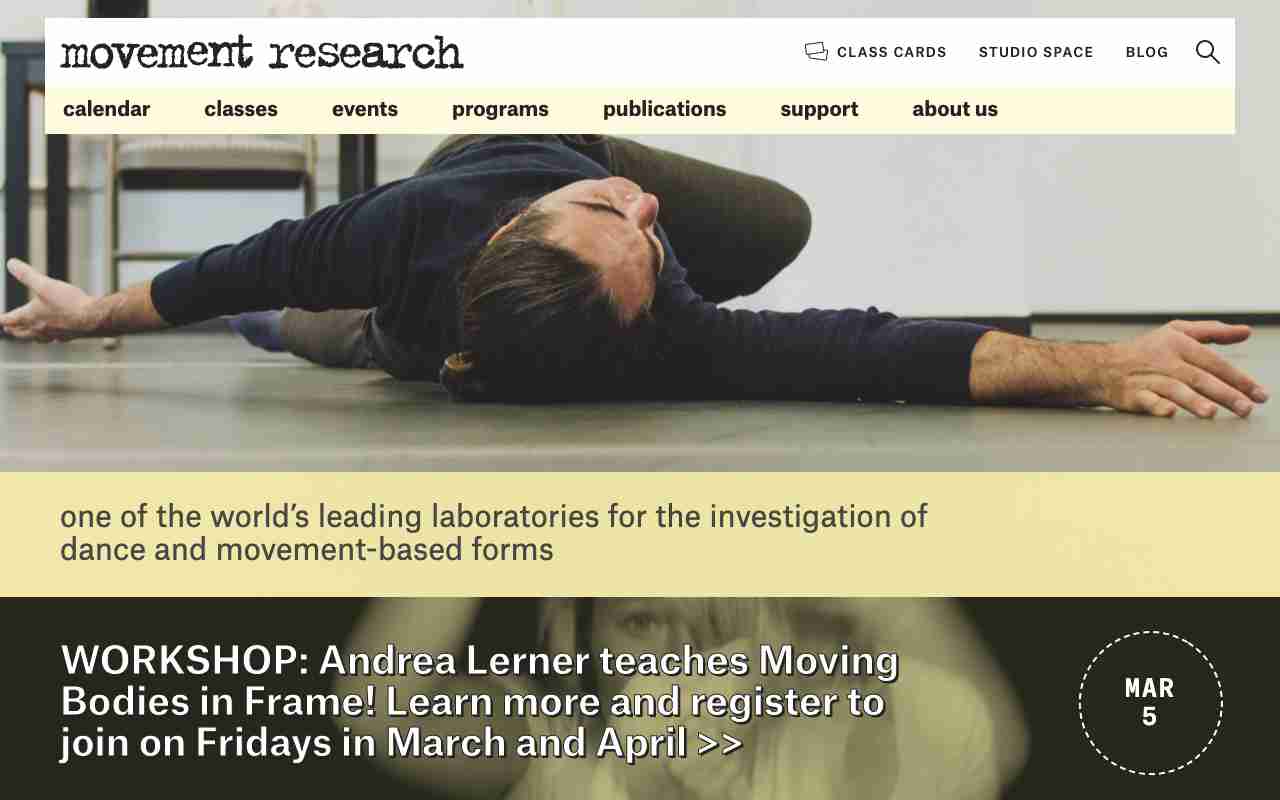 movement research
CLASS CARDS STUDIO SPACE BLOG
calendar classes events programs publications support about us
one of the world's leading laboratories for the investigation of
dance and movement-based forms
WORKSHOP: Andrea Lerner teaches Moving
Bodies in Frame! Learn more and register to
join on Fridays in March and April >>
MAR
5